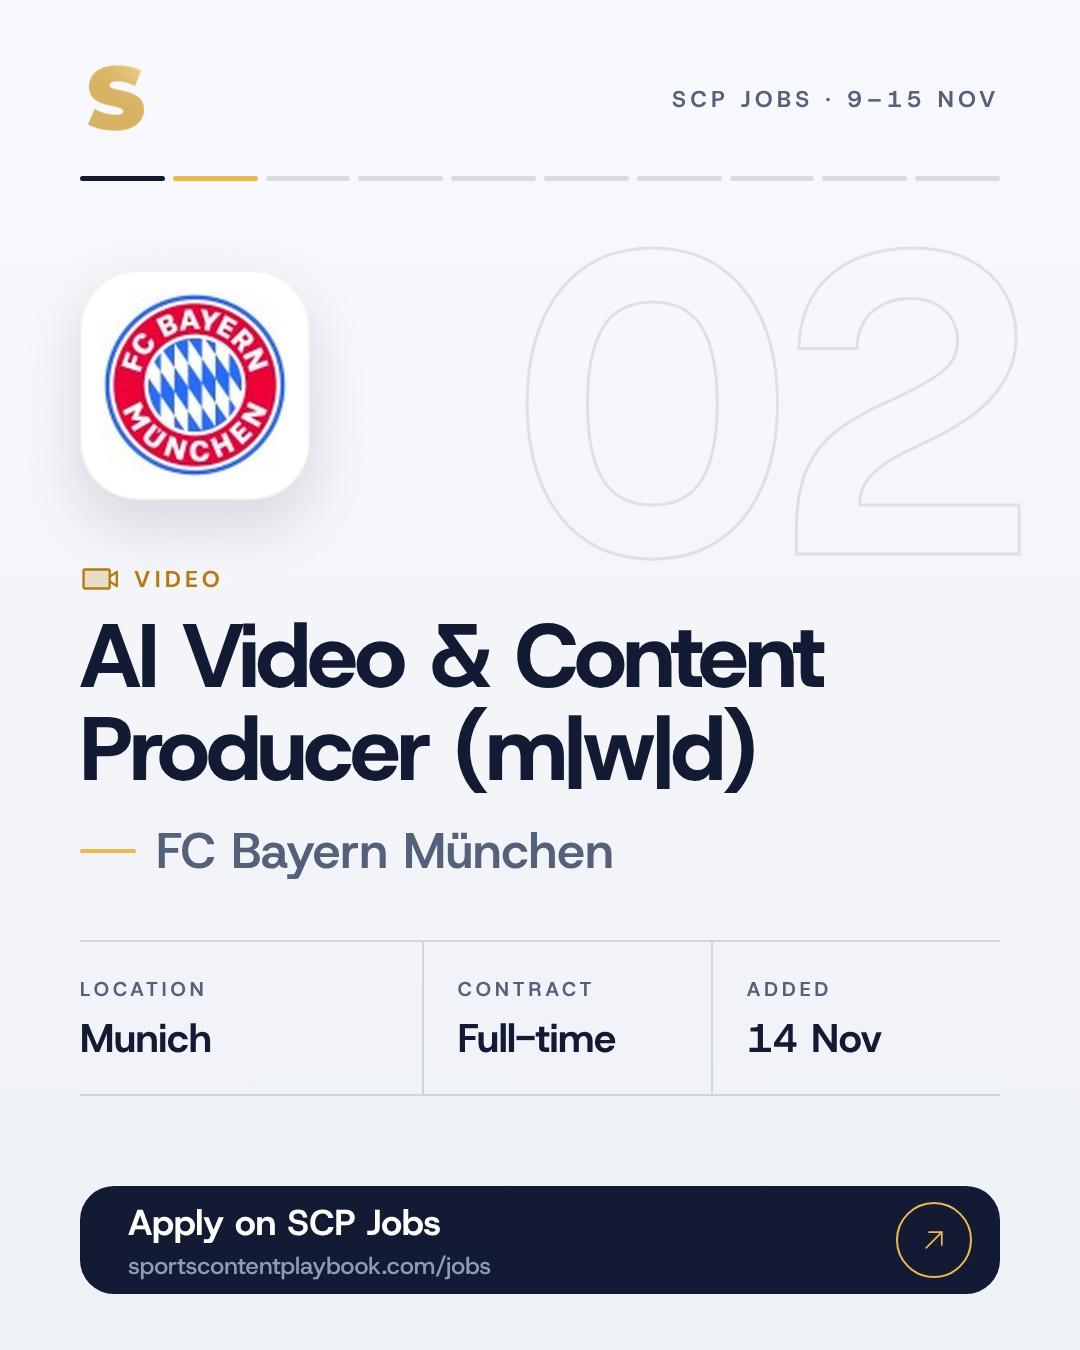 S
SCP JOBS · 9–15 NOV
02
FC BAYERN
MÜNCHEN
VIDEO
AI Video & Content
Producer (m|w|d)
FC Bayern München
LOCATION
Munich
CONTRACT
Full-time
ADDED
14 Nov
Apply on SCP Jobs
sportscontentplaybook.com/jobs